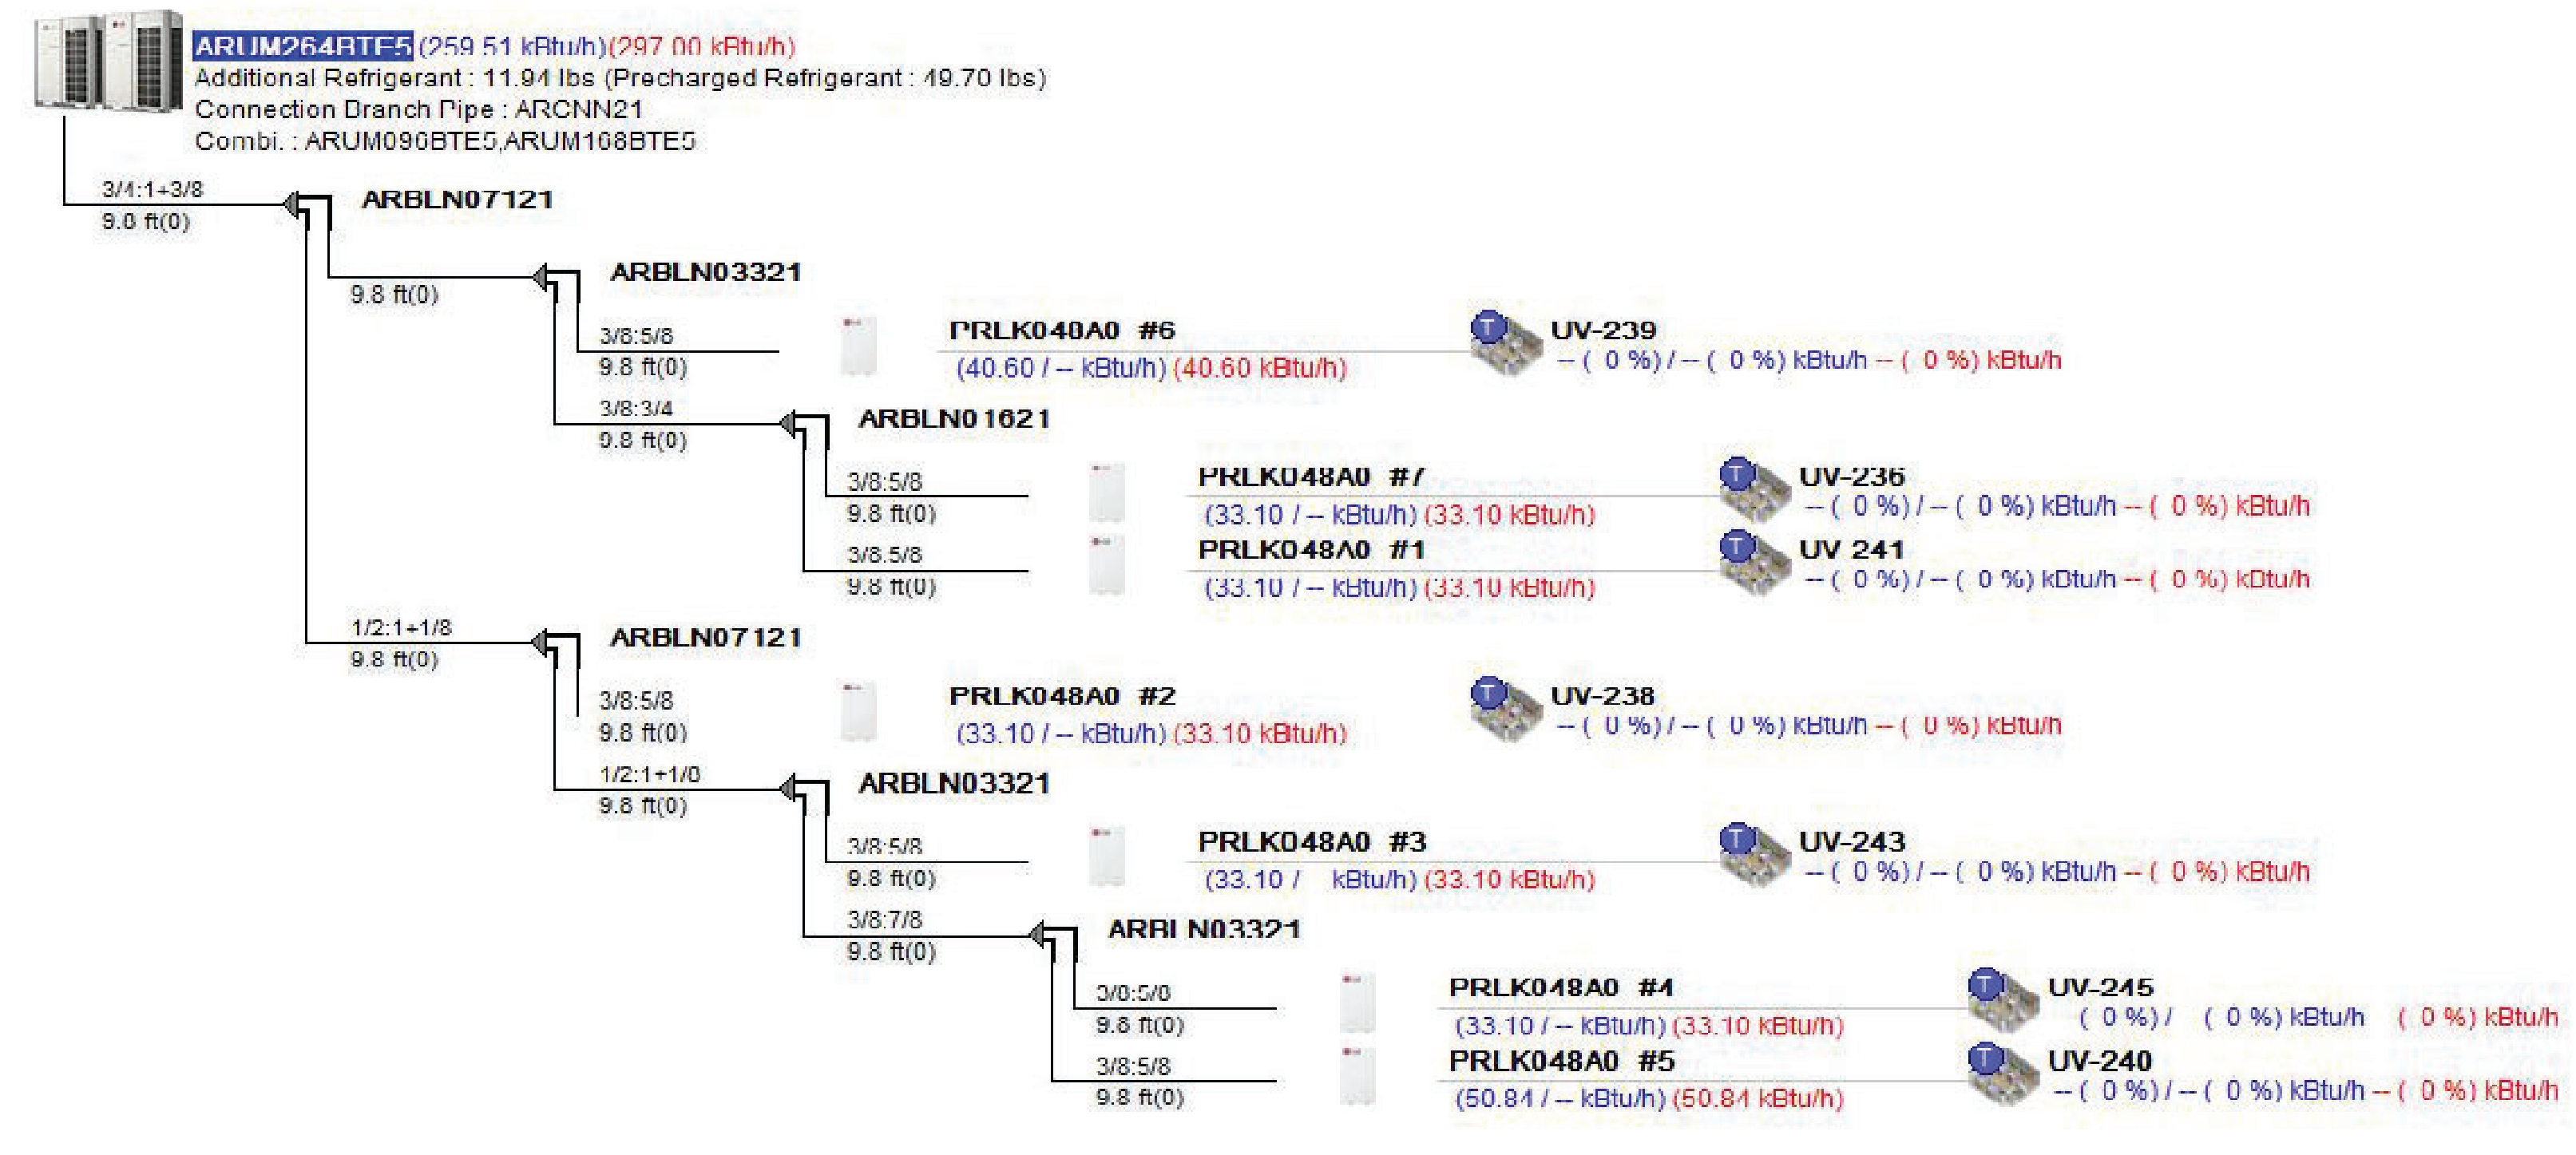 ARUM264BTE5 (259.51 kBtu/h)(297.00 kBtu/h)
Additional Refrigerant : 11.94 lbs (Precharged Refrigerant : 49.70 lbs)
Connection Branch Pipe : ARCNN21
Combi. : ARUM096BTE5,ARUM168BTE5
3/4:1+3/8
9.8 ft(0)
ARBLN07121
9.8 ft(0)
ARBLN03321
3/8:5/8
9.8 ft(0)
PRLK048A0 #6
(40.60 / -- kBtu/h) (40.60 kBtu/h)
T
UV-239
-- ( 0 %) / -- ( 0 %) kBtu/h -- ( 0 %) kBtu/h
3/8:3/4
9.8 ft(0)
ARBLN01621
3/8:5/8
9.8 ft(0)
PRLK048A0 #7
(33.10 / -- kBtu/h) (33.10 kBtu/h)
T
UV-236
-- ( 0 %) / -- ( 0 %) kBtu/h -- ( 0 %) kBtu/h
3/8:5/8
9.8 ft(0)
PRLK048A0 #1
(33.10 / -- kBtu/h) (33.10 kBtu/h)
T
UV 241
-- ( 0 %) / -- ( 0 %) kBtu/h -- ( 0 %) kBtu/h
1/2:1+1/8
9.8 ft(0)
ARBLN07121
3/8:5/8
9.8 ft(0)
PRLK048A0 #2
(33.10 / -- kBtu/h) (33.10 kBtu/h)
T
UV-238
-- ( 0 %) / -- ( 0 %) kBtu/h -- ( 0 %) kBtu/h
1/2:1+1/8
9.8 ft(0)
ARBLN03321
3/8:5/8
9.8 ft(0)
PRLK048A0 #3
(33.10 / kBtu/h) (33.10 kBtu/h)
T
UV-243
-- ( 0 %) / -- ( 0 %) kBtu/h -- ( 0 %) kBtu/h
3/8:7/8
9.8 ft(0)
ARBLN03321
3/8:5/8
9.8 ft(0)
PRLK048A0 #4
(33.10 / -- kBtu/h) (33.10 kBtu/h)
T
UV-245
( 0 %) / ( 0 %) kBtu/h ( 0 %) kBtu/h
3/8:5/8
9.8 ft(0)
PRLK048A0 #5
(50.84 / -- kBtu/h) (50.84 kBtu/h)
T
UV-240
-- ( 0 %) / -- ( 0 %) kBtu/h -- ( 0 %) kBtu/h